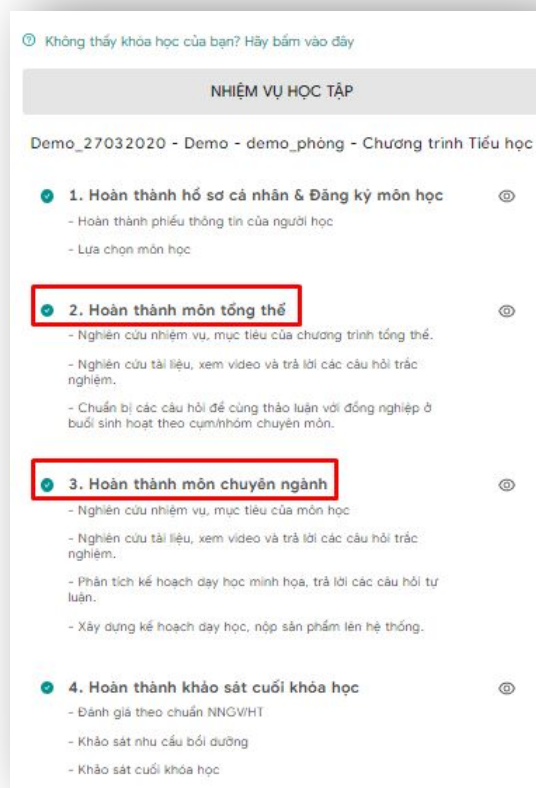 Không thấy khóa học của bạn? Hãy bấm vào đây
NHIỆM VỤ HỌC TẬP
Demo_27032020 - Demo - demo_phòng - Chương trình Tiểu học
1. Hoàn thành hồ sơ cá nhân & Đăng ký môn học
- Hoàn thành phiếu thông tin của người học
- Lựa chọn môn học
2. Hoàn thành môn tổng thể
- Nghiên cứu nhiệm vụ, mục tiêu của chương trình tổng thể.
- Nghiên cứu tài liệu, xem video và trả lời các câu hỏi trắc
nghiệm.
- Chuẩn bị các câu hỏi để cùng thảo luận với đồng nghiệp ở
buổi sinh hoạt theo cụm/nhóm chuyên môn.
3. Hoàn thành môn chuyên ngành
- Nghiên cứu nhiệm vụ, mục tiêu của môn học
- Nghiên cứu tài liệu, xem video và trả lời các câu hỏi trắc
nghiệm.
- Phân tích kế hoạch dạy học minh họa, trả lời các câu hỏi tự
luận.
- Xây dựng kế hoạch dạy học, nộp sản phẩm lên hệ thống.
4. Hoàn thành khảo sát cuối khóa học
- Đánh giá theo chuẩn NNGV/HT
- Khảo sát nhu cầu bồi dưỡng
- Khảo sát cuối khóa học